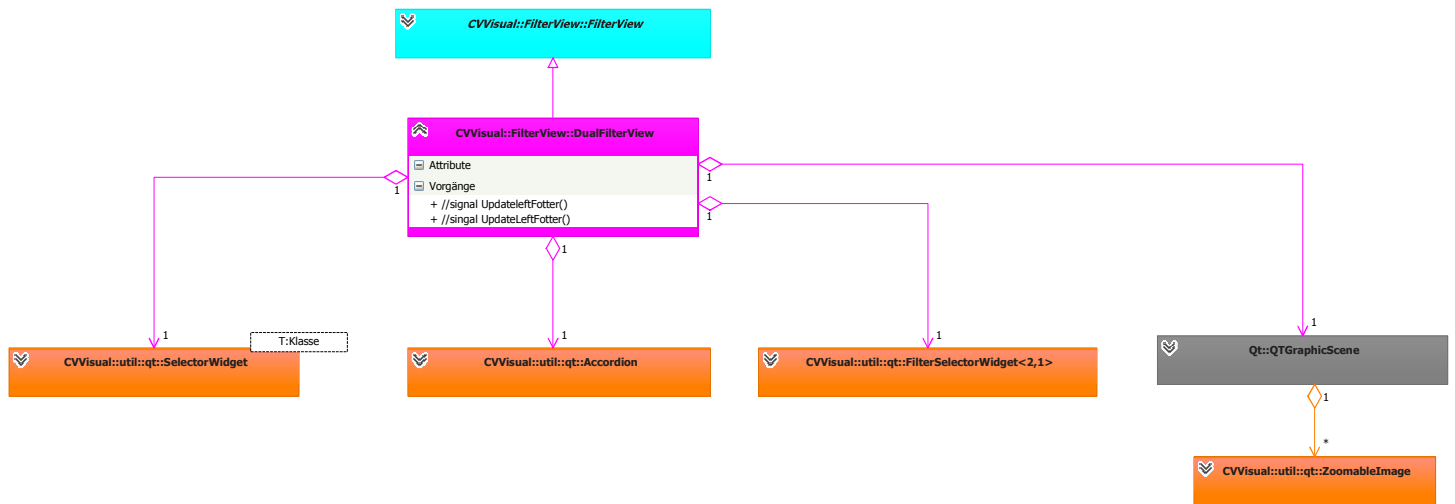 CVVisual::FilterView::FilterView
CVVisual::FilterView::DualFilterView
Attribute
Vorgänge
+ //signal UpdateleftFotter()
+ //singal UpdateLeftFotter()
1
1
1
1
1
1
1
1
T:Klasse
CVVisual::util::qt::SelectorWidget
CVVisual::util::qt::Accordion
CVVisual::util::qt::FilterSelectorWidget<2,1>
Qt::QTGraphicScene
1
*
CVVisual::util::qt::ZoomableImage